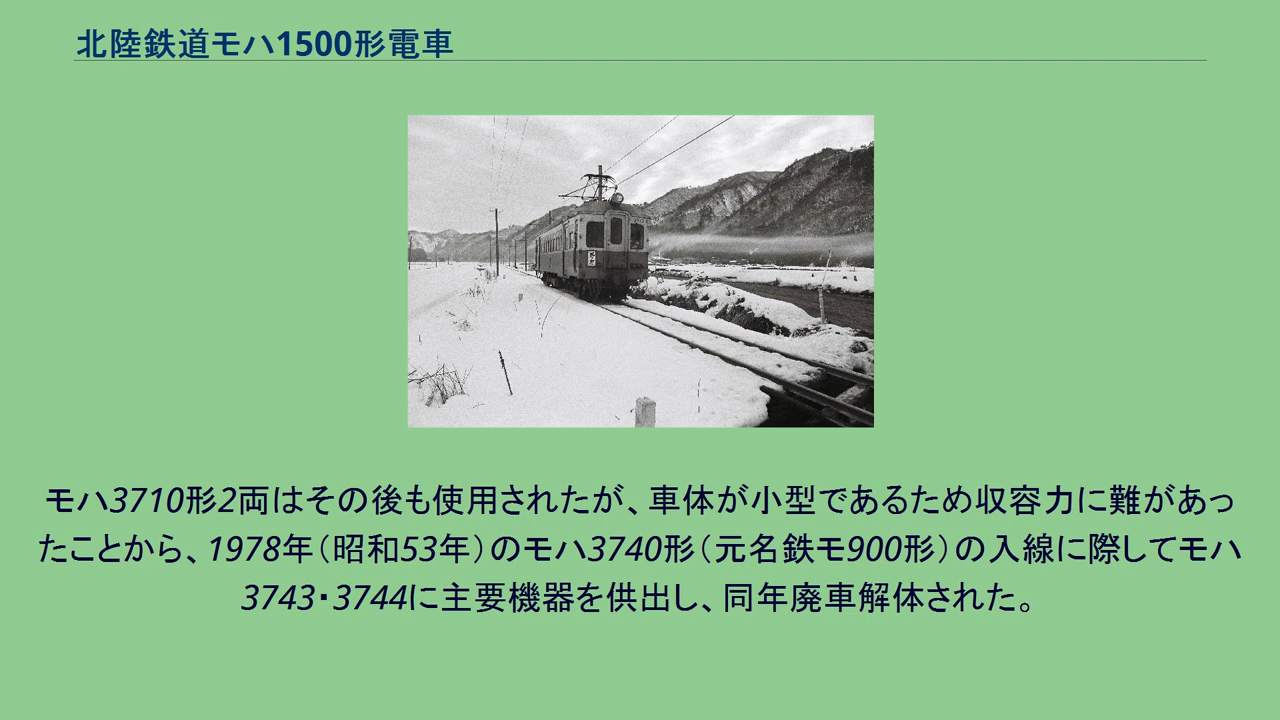 北陸鉄道モハ1500形電車
モハ3710形2両はその後も使用されたが、車体が小型であるため収容力に難があっ
たことから、1978年（昭和53年）のモハ3740形（元名鉄モ900形）の入線に際してモハ
3743・3744に主要機器を供出し、同年廃車解体された。